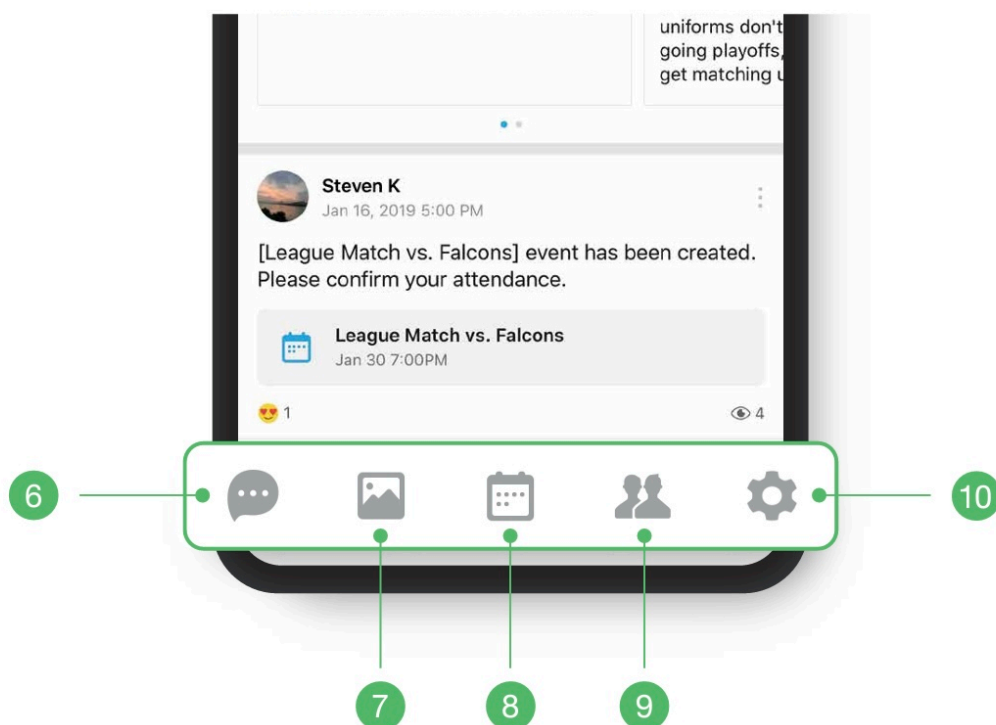 uniforms don't
going playoffs,
get matching u
Steven K
Jan 16, 2019 5:00 PM
[League Match vs. Falcons] event has been created.
Please confirm your attendance.
League Match vs. Falcons
Jan 30 7:00PM
1
4
6
10
7
8
9